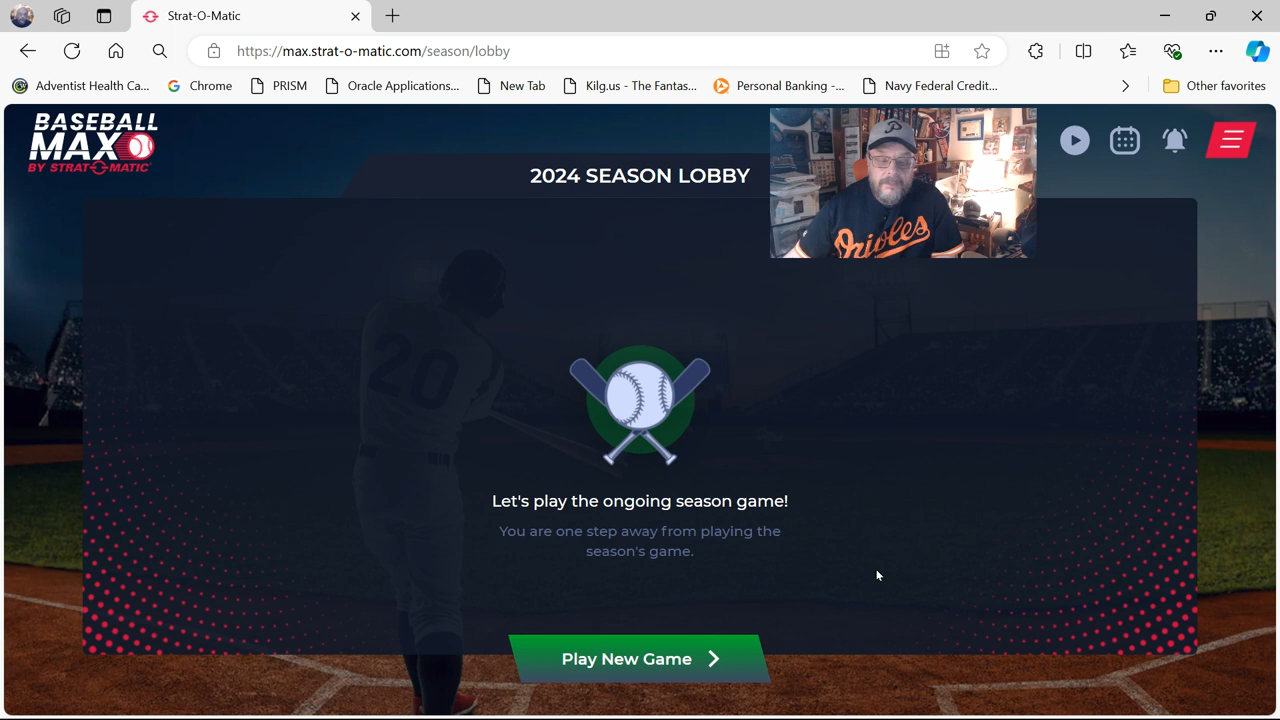 Strat-O-Matic
https://max.strat-o-matic.com/season/lobby
Adventist Health Ca...
Chrome
PRISM
Oracle Applications...
New Tab
Kilg.us - The Fantas...
Personal Banking -...
Navy Federal Credit...
Other favorites
BASEBALL
MAX
BY STRAT-O-MATIC
2024 SEASON LOBBY
P
Orioles
20
Let's play the ongoing season game!
You are one step away from playing the
season's game.
Play New Game